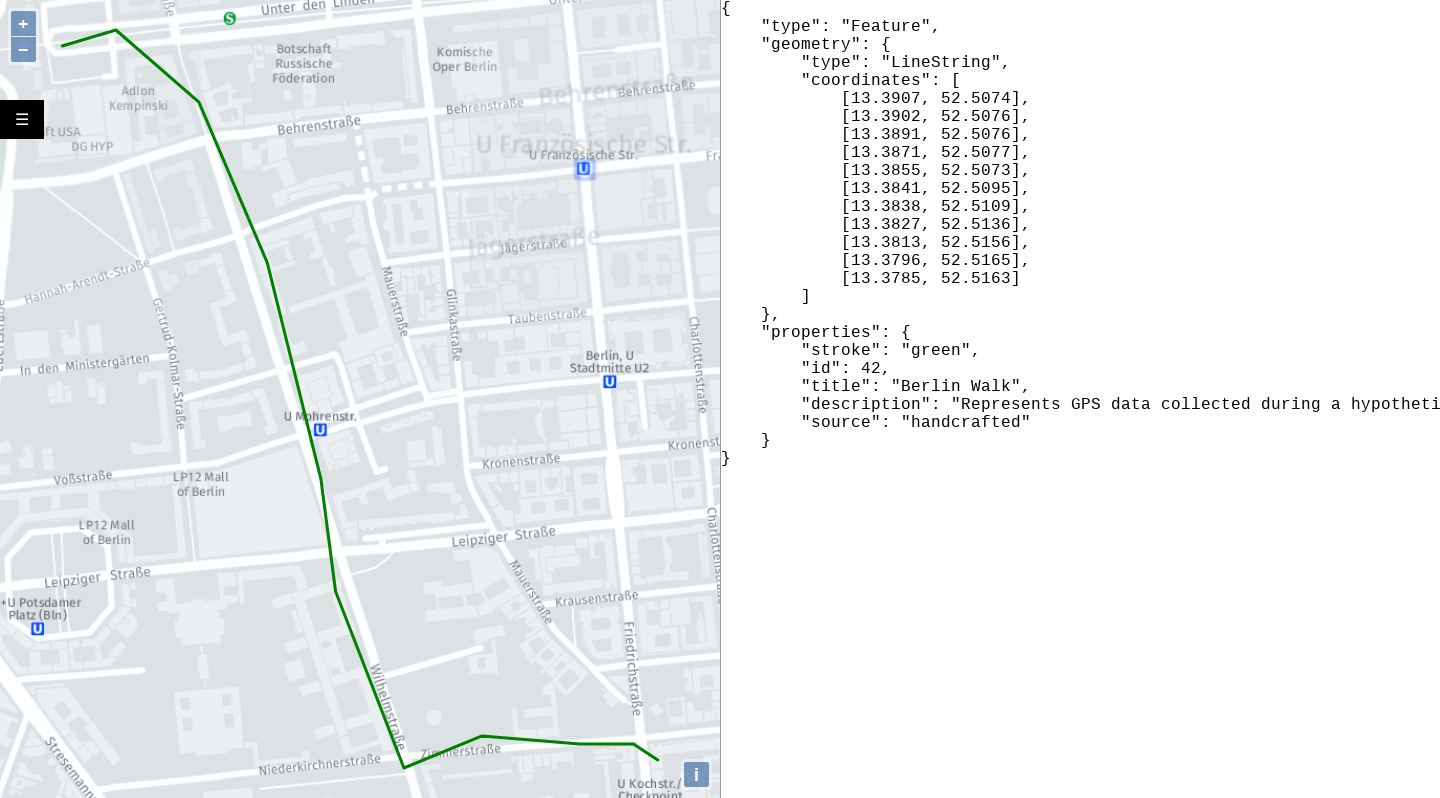 +
−
☰
Unter den Linden
S
Botschaft
Russische
Föderation
Komische
Oper Berlin
Adlon
Kempinski
ft USA
DG HYP
Behrenstraße
Behrenstraße
Behrenstraße
Behrenstraße
U Französische Str.
U Französische Str.
U
Fra
Jägerstraße
Jägerstraße
Hannah-Arendt-Straße
Mauerstraße
Glinkastraße
Gertrud-Kolmar-Straße
Taubenstraße
Charlottenstraße
In den Ministergärten
Berlin, U
Stadtmitte U2
U
U Mohrenstr.
U
Kronenstraße
Kronenst
Voßstraße
LP12 Mall
of Berlin
LP12 Mall
of Berlin
Leipziger Straße
Leipziger Straße
Charlottenstraße
Mauerstraße
Krausenstraße
+U Potsdamer
Platz (Bln)
U
Friedrichstraße
Wilhelmstraße
Zimmerstraße
Niederkirchnerstraße
Stresemann
U Kochstr./
Checkpoint
i
{
    "type": "Feature",
    "geometry": {
        "type": "LineString",
        "coordinates": [
            [13.3907, 52.5074],
            [13.3902, 52.5076],
            [13.3891, 52.5076],
            [13.3871, 52.5077],
            [13.3855, 52.5073],
            [13.3841, 52.5095],
            [13.3838, 52.5109],
            [13.3827, 52.5136],
            [13.3813, 52.5156],
            [13.3796, 52.5165],
            [13.3785, 52.5163]
        ]
    },
    "properties": {
        "stroke": "green",
        "id": 42,
        "title": "Berlin Walk",
        "description": "Represents GPS data collected during a hypotheti
        "source": "handcrafted"
    }
}